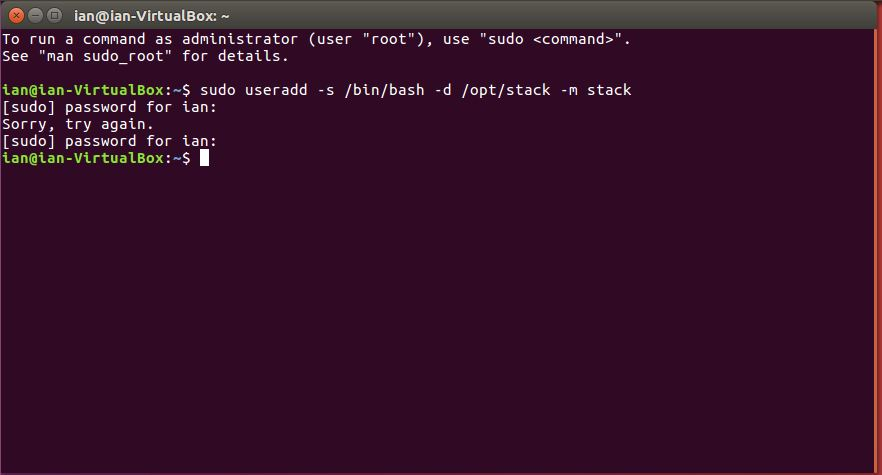 ian@ian-VirtualBox: ~
To run a command as administrator (user "root"), use "sudo <command>".
See "man sudo_root" for details.
ian@ian-VirtualBox:~$ sudo useradd -s /bin/bash -d /opt/stack -m stack
[sudo] password for ian:
Sorry, try again.
[sudo] password for ian:
ian@ian-VirtualBox:~$